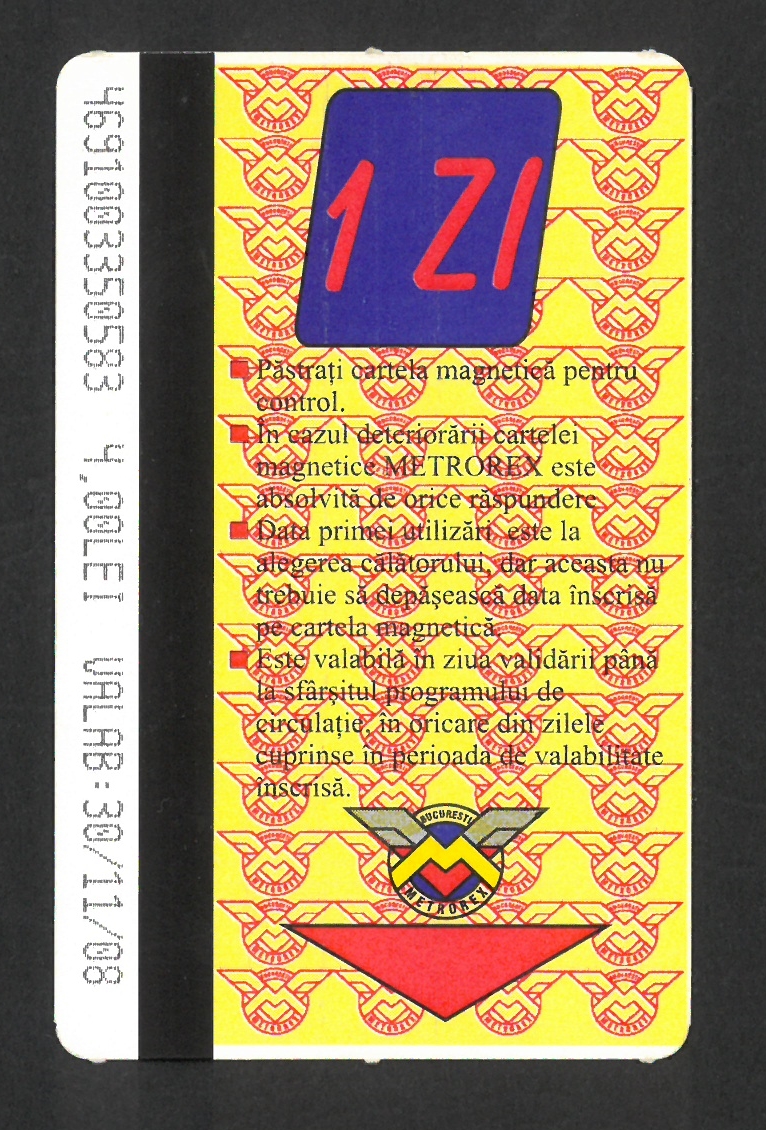 4691003350583 4,00LEi VALAB:30/11/08
1 ZI
Păstrați cartela magnetică pentru
control.
În cazul deteriorării cartelei
magnetice METROREX este
absolvită de orice răspundere
Data primei utilizări este la
alegerea călătorului, dar aceasta nu
trebuie să depășească data înscrisă
pe cartela magnetică.
Este valabilă în ziua validării până
la sfârșitul programului de
circulație, în oricare din zilele
cuprinse în perioada de valabilitate
înscrisă.
BUCUREȘTI
METROREX